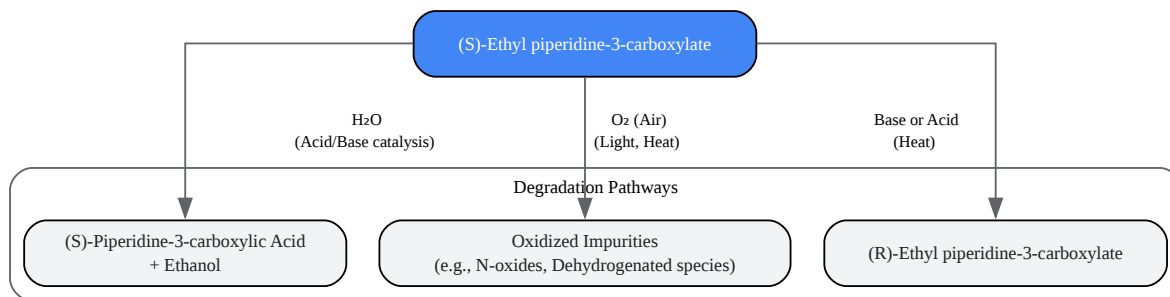 (S)-Ethyl piperidine-3-carboxylate
H₂O
(Acid/Base catalysis)
O₂ (Air)
(Light, Heat)
Base or Acid
(Heat)
Degradation Pathways
(S)-Piperidine-3-carboxylic Acid
+ Ethanol
Oxidized Impurities
(e.g., N-oxides, Dehydrogenated species)
(R)-Ethyl piperidine-3-carboxylate